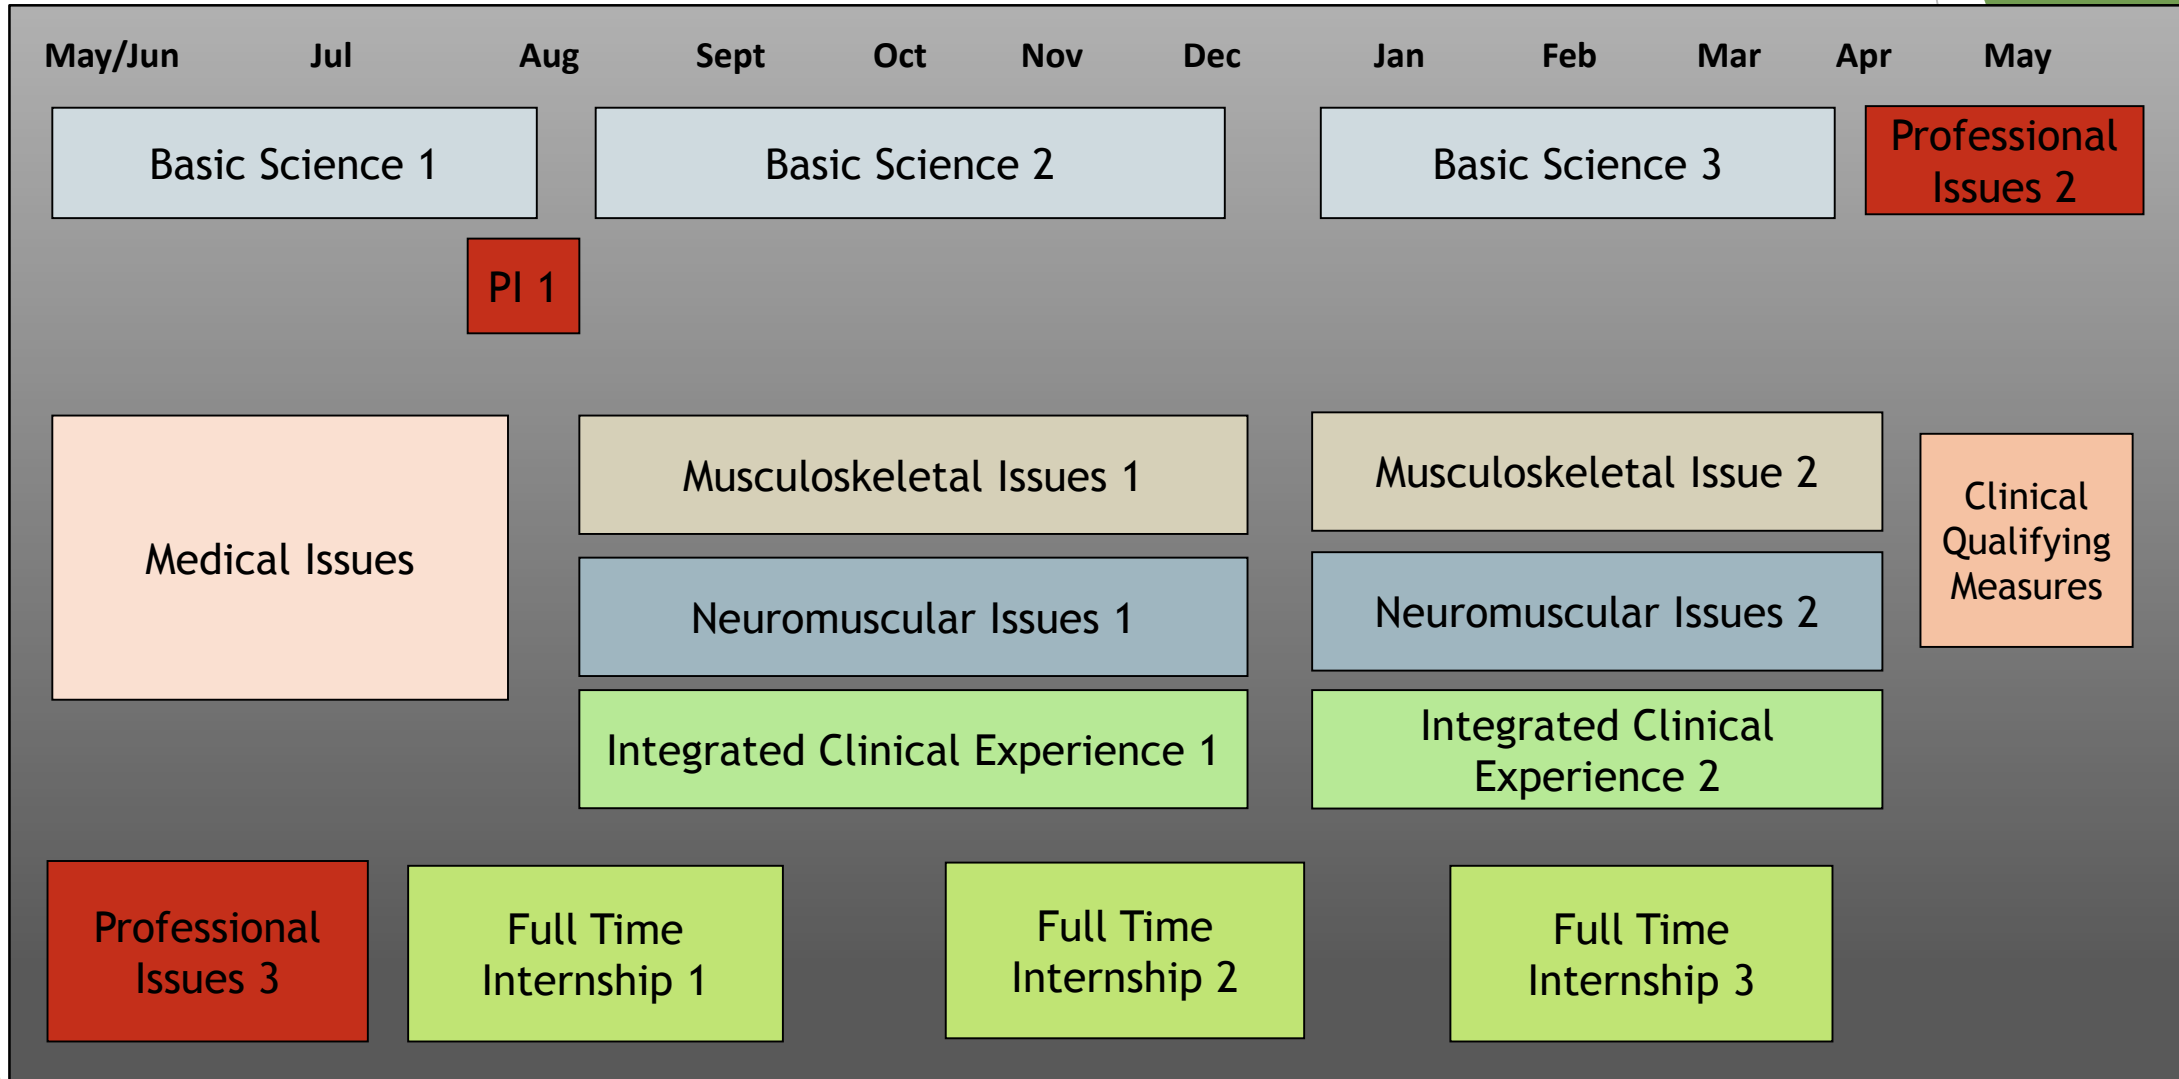 May/Jun Jul Aug Sept Oct Nov Dec Jan Feb Mar Apr May
Basic Science 1
Basic Science 2
Basic Science 3
Professional
Issues 2
PI 1
Medical Issues
Musculoskeletal Issues 1
Musculoskeletal Issue 2
Clinical
Qualifying
Measures
Neuromuscular Issues 1
Neuromuscular Issues 2
Integrated Clinical Experience 1
Integrated Clinical
Experience 2
Professional
Issues 3
Full Time
Internship 1
Full Time
Internship 2
Full Time
Internship 3